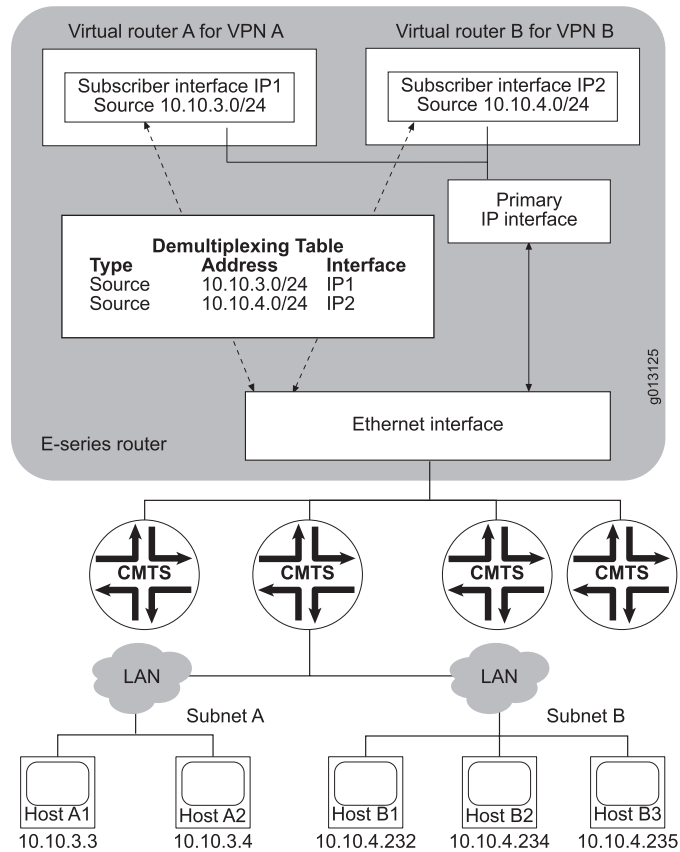 Virtual router A for VPN A
Virtual router B for VPN B
Subscriber interface IP1
Source 10.10.3.0/24
Subscriber interface IP2
Source 10.10.4.0/24
Primary
IP interface
Demultiplexing Table
Type Address Interface
Source 10.10.3.0/24 IP1
Source 10.10.4.0/24 IP2
g013125
Ethernet interface
E-series router
CMTS
CMTS
CMTS
CMTS
LAN
LAN
Subnet A
Subnet B
Host A1
Host A2
Host B1
Host B2
Host B3
10.10.3.3
10.10.3.4
10.10.4.232
10.10.4.234
10.10.4.235